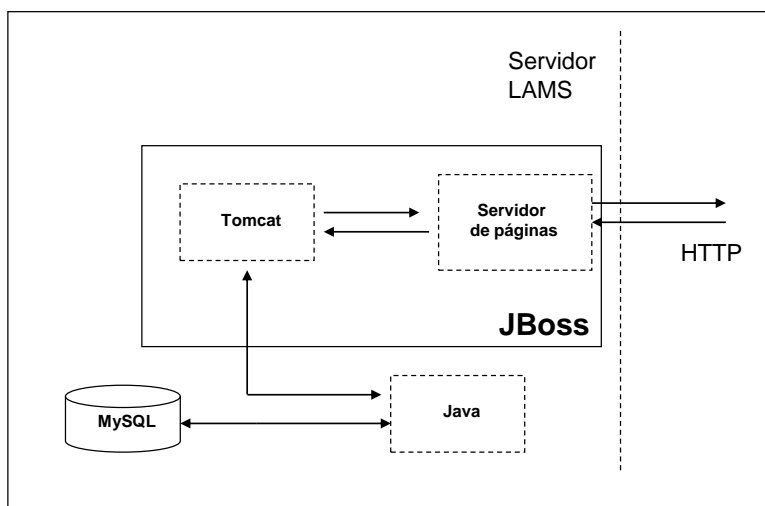 Servidor
LAMS
Tomcat
Servidor
de páginas
HTTP
JBoss
MySQL
Java